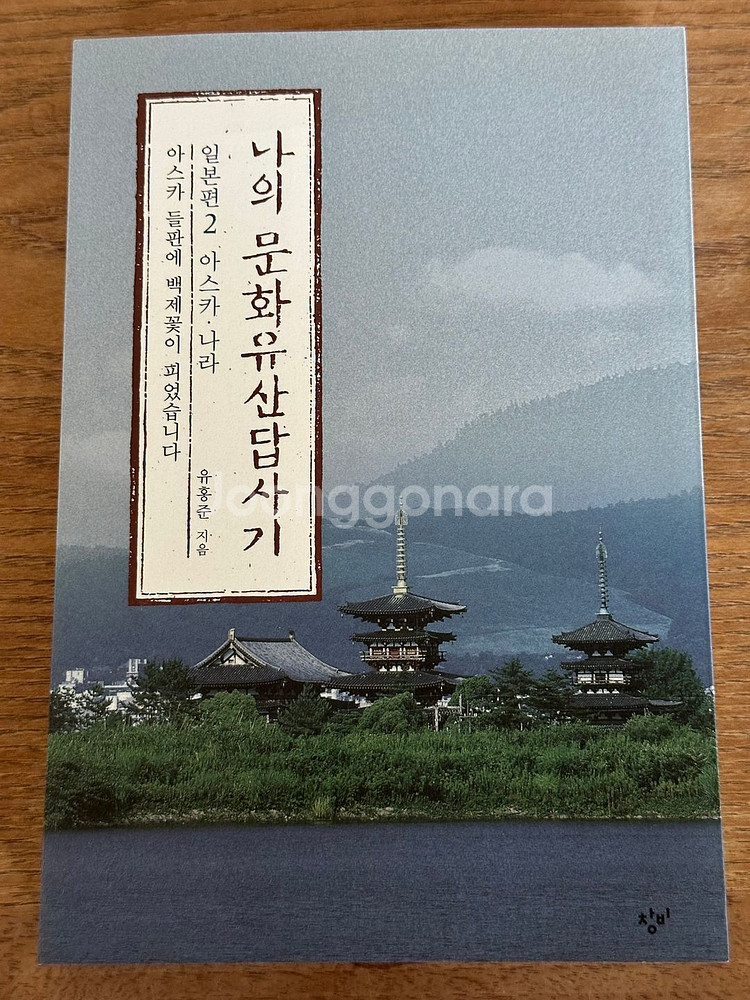 나의 문화유산답사기
일본편 2 아스카·나라
아스카 들판에 백제꽃이 피었습니다
유홍준 지음
joonggonara
창비